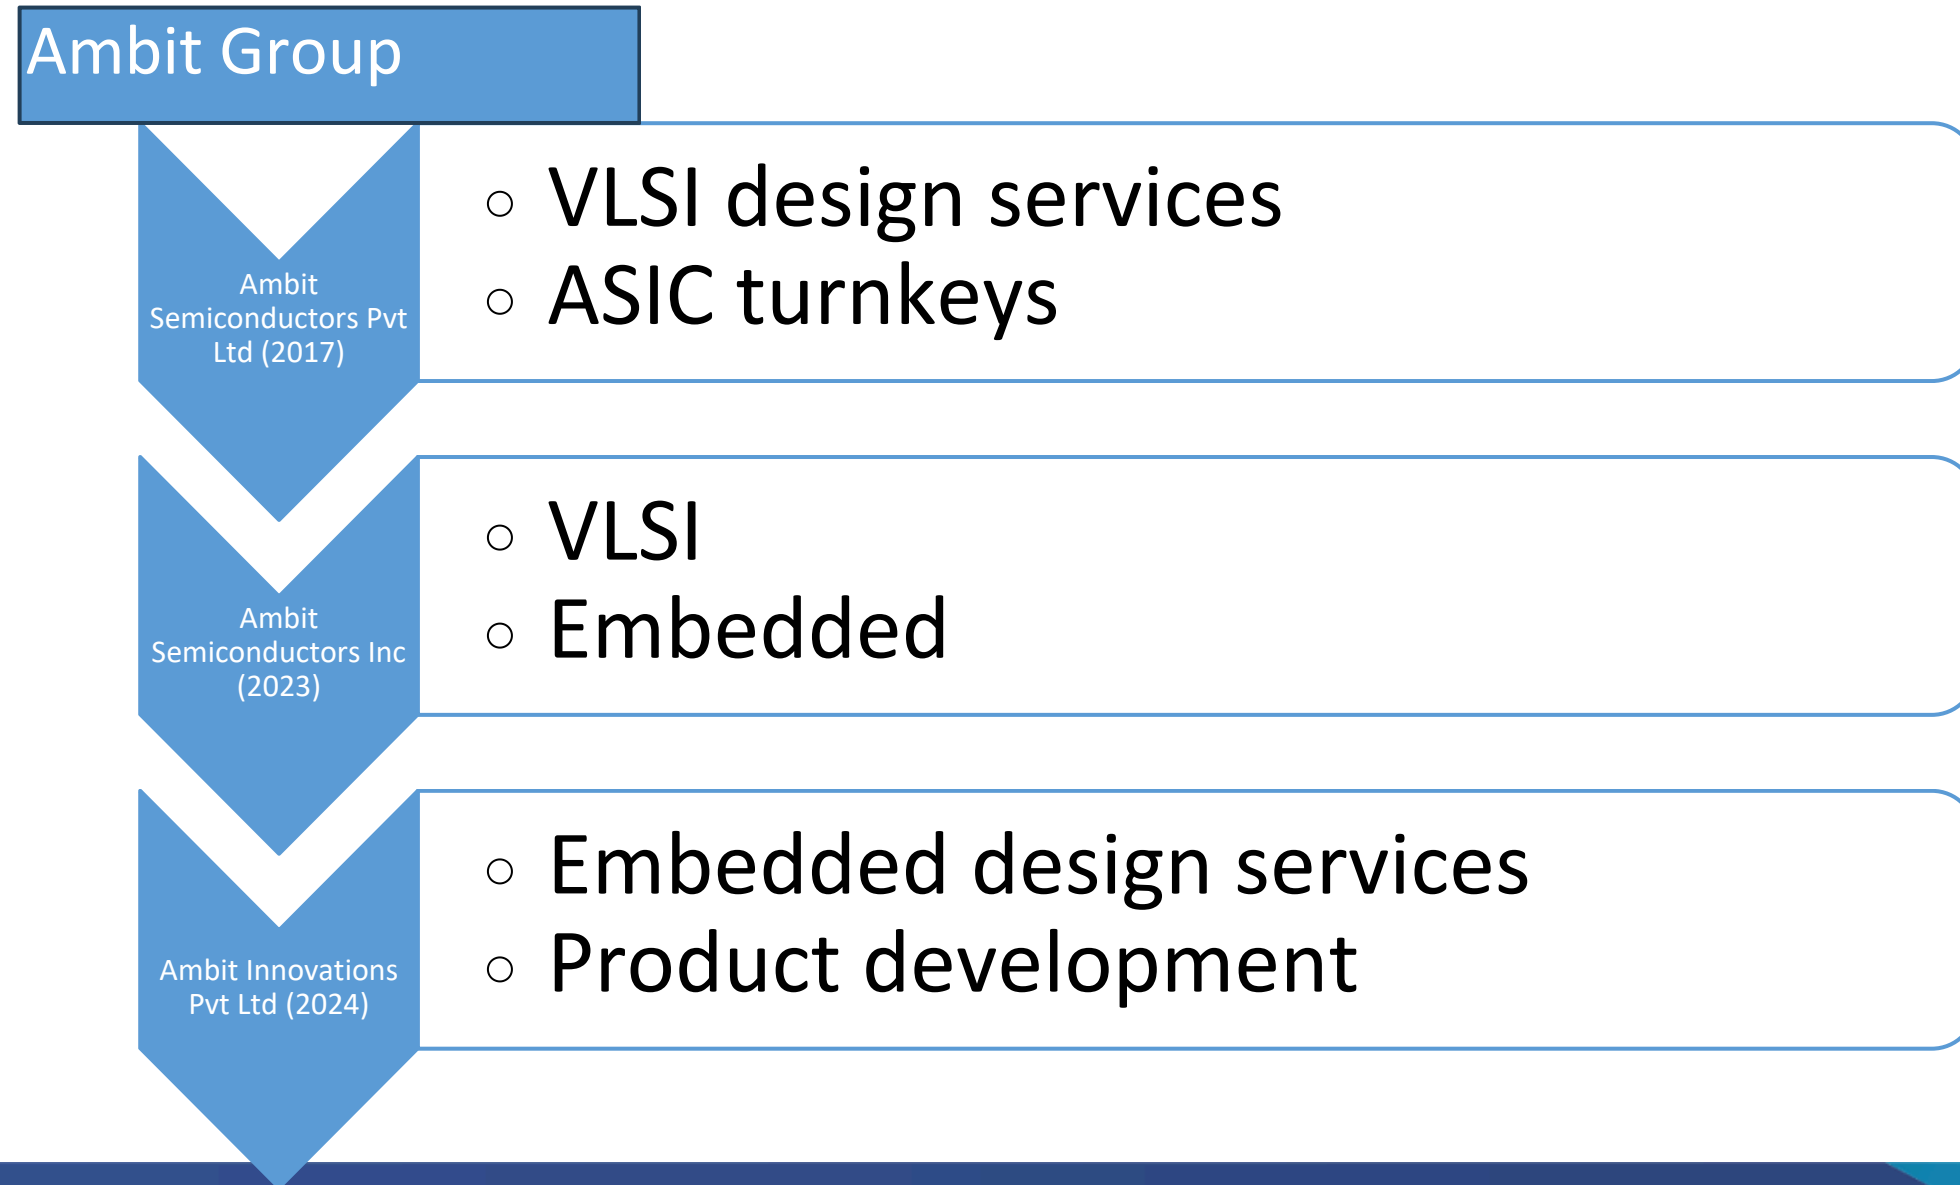 Ambit Group
Ambit
Semiconductors Pvt
Ltd (2017)
○ VLSI design services
○ ASIC turnkeys
Ambit
Semiconductors Inc
(2023)
○ VLSI
○ Embedded
Ambit Innovations
Pvt Ltd (2024)
○ Embedded design services
○ Product development